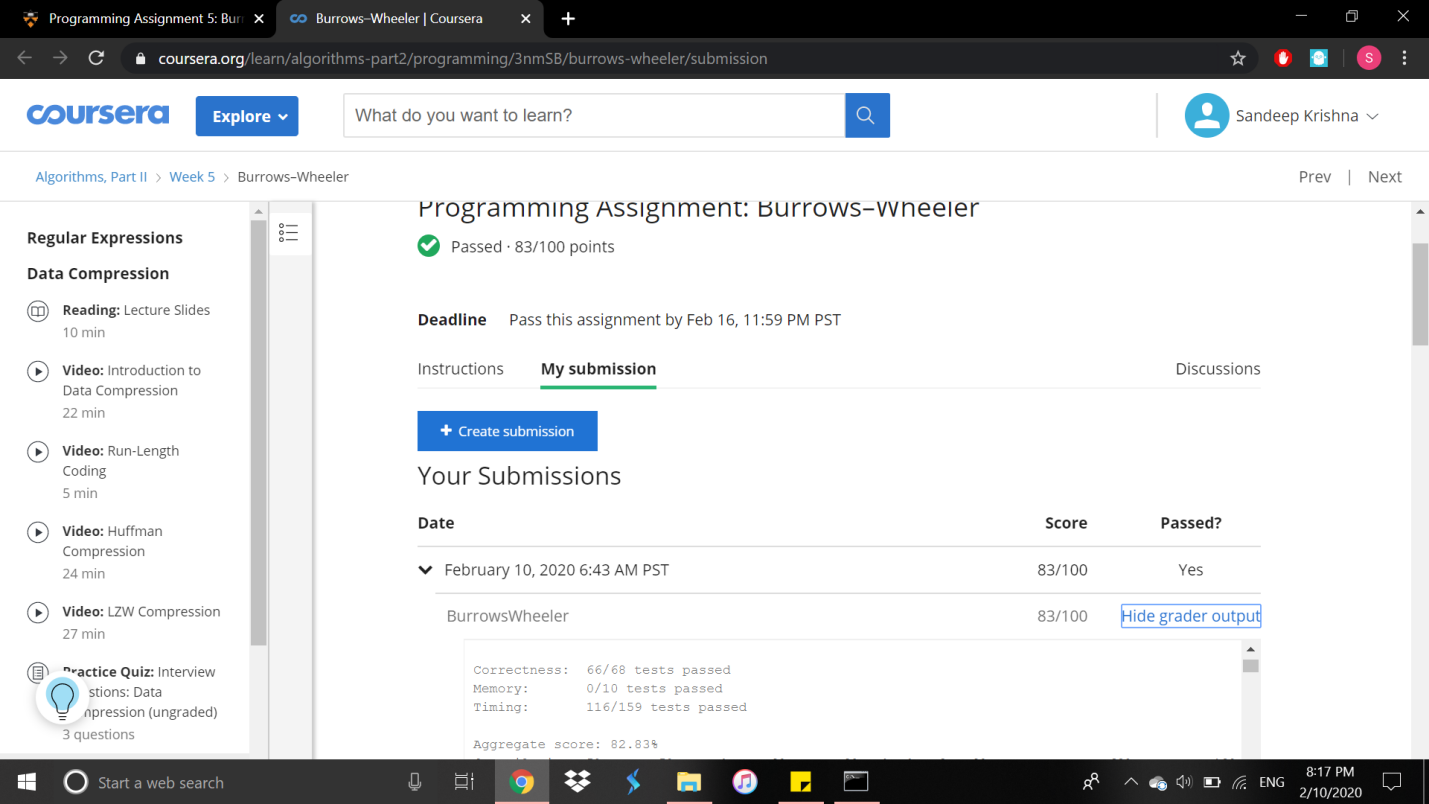 Programming Assignment 5: Bur
Burrows–Wheeler | Coursera
coursera.org/learn/algorithms-part2/programming/3nmSB/burrows-wheeler/submission
S
coursera
Explore
What do you want to learn?
Sandeep Krishna
Algorithms, Part II > Week 5 > Burrows–Wheeler
Prev | Next
Regular Expressions
Data Compression
Reading: Lecture Slides
10 min
Video: Introduction to
Data Compression
22 min
Video: Run-Length
Coding
5 min
Video: Huffman
Compression
24 min
Video: LZW Compression
27 min
Practice Quiz: Interview
stions: Data
mpression (ungraded)
3 questions
Programming Assignment: Burrows–Wheeler
Passed · 83/100 points
Deadline Pass this assignment by Feb 16, 11:59 PM PST
Instructions My submission Discussions
+ Create submission
Your Submissions
Date Score Passed?
February 10, 2020 6:43 AM PST 83/100 Yes
BurrowsWheeler 83/100 Hide grader output
Correctness: 66/68 tests passed
Memory: 0/10 tests passed
Timing: 116/159 tests passed
Aggregate score: 82.83%
Start a web search
ENG
8:17 PM
2/10/2020